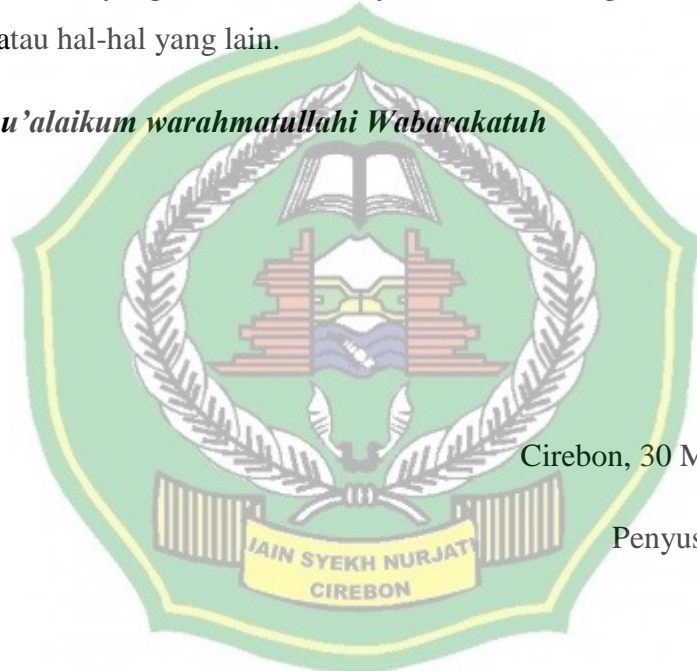 atau hal-hal yang lain.
u’alaikum warahmatullahi Wabarakatuh
Cirebon, 30 M
Penyus
IAIN SYEKH NURJATI
CIREBON